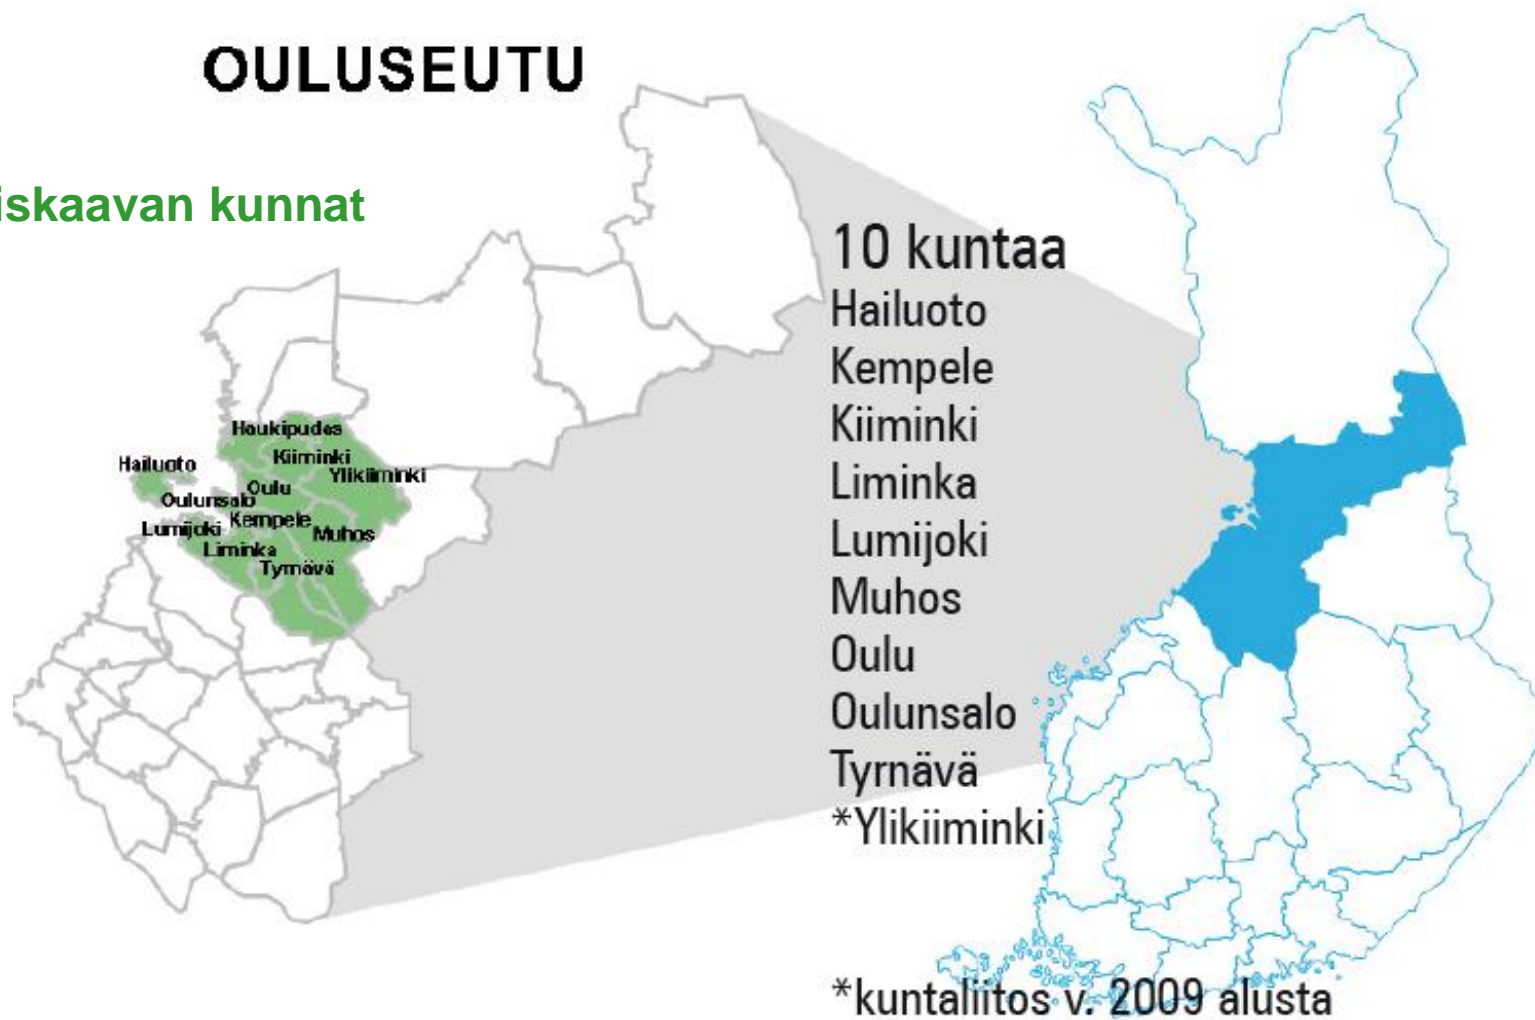 OULUSEUTU
iskaavan kunnat
Haukipudas
Kiiminki
Hailuoto
Ylikiiminki
Oulu
Oulunsalo
Kempele
Lumijoki
Muhos
Liminka
Tyrnävä
10 kuntaa
Hailuoto
Kempele
Kiiminki
Liminka
Lumijoki
Muhos
Oulu
Oulunsalo
Tyrnävä
*Ylikiiminki
*kuntaliitos v. 2009 alusta